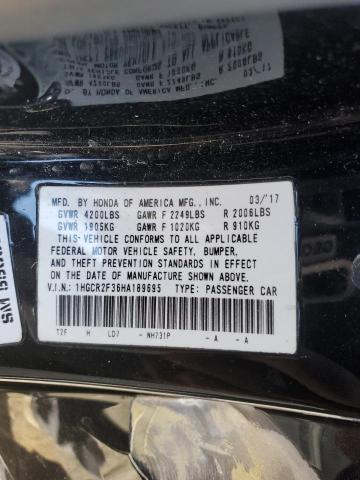 MFD. BY HONDA OF AMERICA MFG., INC. 03/'17
GVWR 4200LBS GAWR F 2249LBS R 2006LBS
GVWR 1905KG GAWR F 1020KG R 910KG
THIS VEHICLE CONFORMS TO ALL APPLICABLE
FEDERAL MOTOR VEHICLE SAFETY, BUMPER,
AND THEFT PREVENTION STANDARDS IN EFFECT
ON THE DATE OF MANUFACTURE SHOWN ABOVE.
V.I.N: 1HGCR2F36HA189695 TYPE: PASSENGER CAR
T2F H LD7 - NH731P - A - A